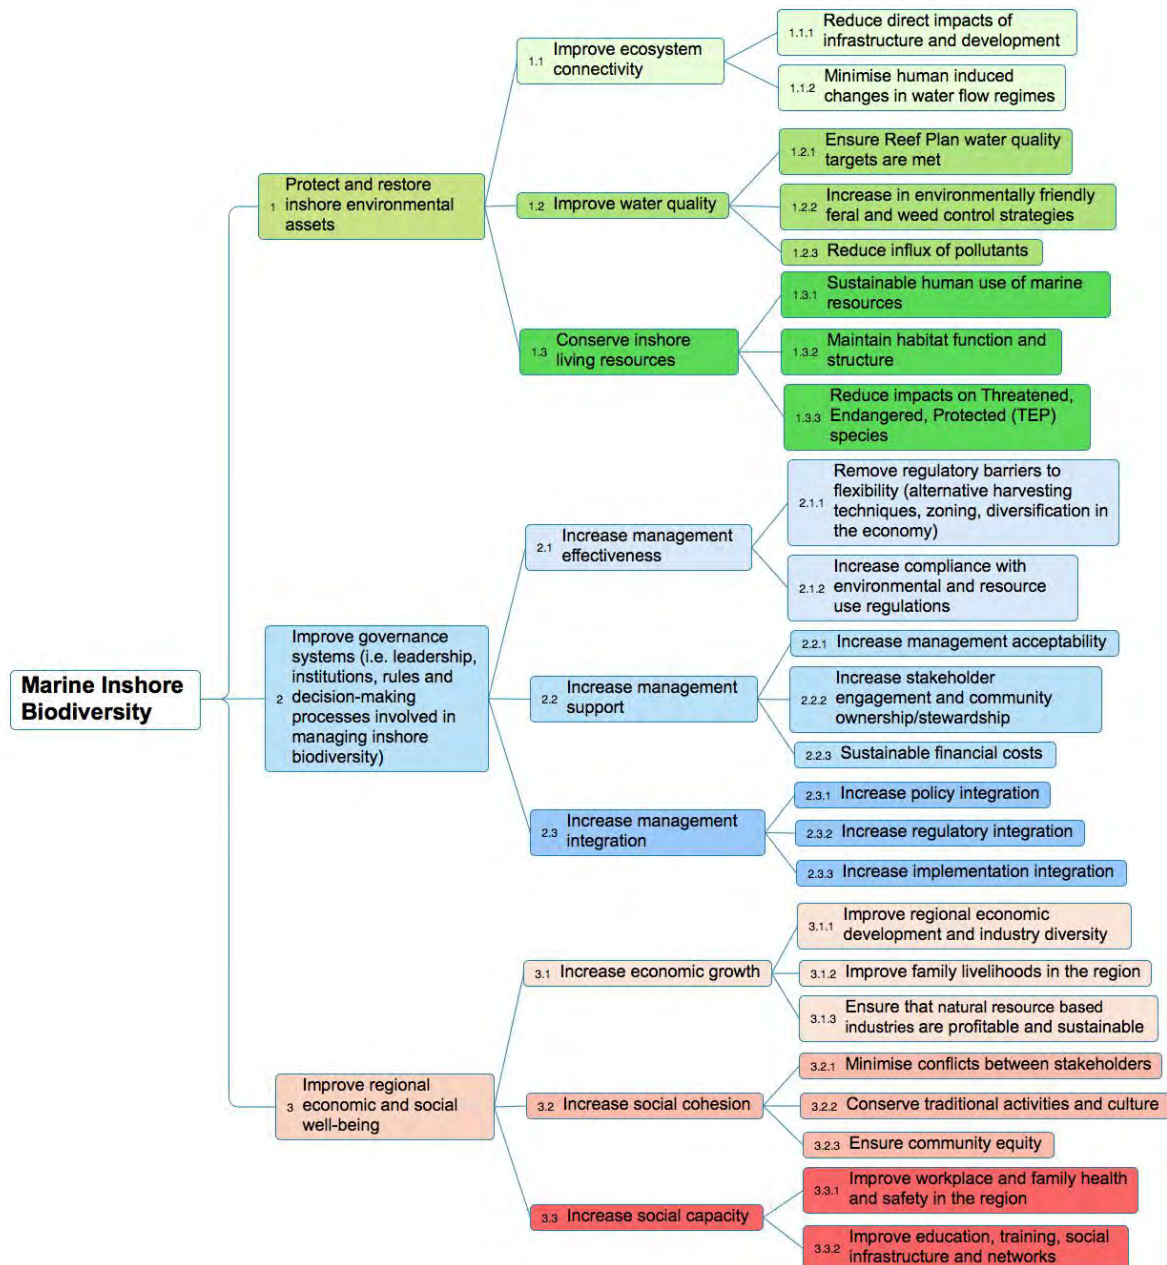 Marine Inshore
Biodiversity
1 Protect and restore
inshore environmental
assets
1.1 Improve ecosystem
connectivity
1.1.1 Reduce direct impacts of
infrastructure and development
1.1.2 Minimise human induced
changes in water flow regimes
1.2 Improve water quality
1.2.1 Ensure Reef Plan water quality
targets are met
1.2.2 Increase in environmentally friendly
feral and weed control strategies
1.2.3 Reduce influx of pollutants
1.3 Conserve inshore
living resources
1.3.1 Sustainable human use of marine
resources
1.3.2 Maintain habitat function and
structure
1.3.3 Reduce impacts on Threatened,
Endangered, Protected (TEP)
species
2 Improve governance
systems (i.e. leadership,
institutions, rules and
decision-making
processes involved in
managing inshore
biodiversity)
2.1 Increase management
effectiveness
2.1.1 Remove regulatory barriers to
flexibility (alternative harvesting
techniques, zoning, diversification in
the economy)
2.1.2 Increase compliance with
environmental and resource
use regulations
2.2 Increase management
support
2.2.1 Increase management acceptability
2.2.2 Increase stakeholder
engagement and community
ownership/stewardship
2.2.3 Sustainable financial costs
2.3 Increase management
integration
2.3.1 Increase policy integration
2.3.2 Increase regulatory integration
2.3.3 Increase implementation integration
3 Improve regional
economic and social
well-being
3.1 Increase economic growth
3.1.1 Improve regional economic
development and industry diversity
3.1.2 Improve family livelihoods in the region
3.1.3 Ensure that natural resource based
industries are profitable and sustainable
3.2 Increase social cohesion
3.2.1 Minimise conflicts between stakeholders
3.2.2 Conserve traditional activities and culture
3.2.3 Ensure community equity
3.3 Increase social capacity
3.3.1 Improve workplace and family health
and safety in the region
3.3.2 Improve education, training, social
infrastructure and networks